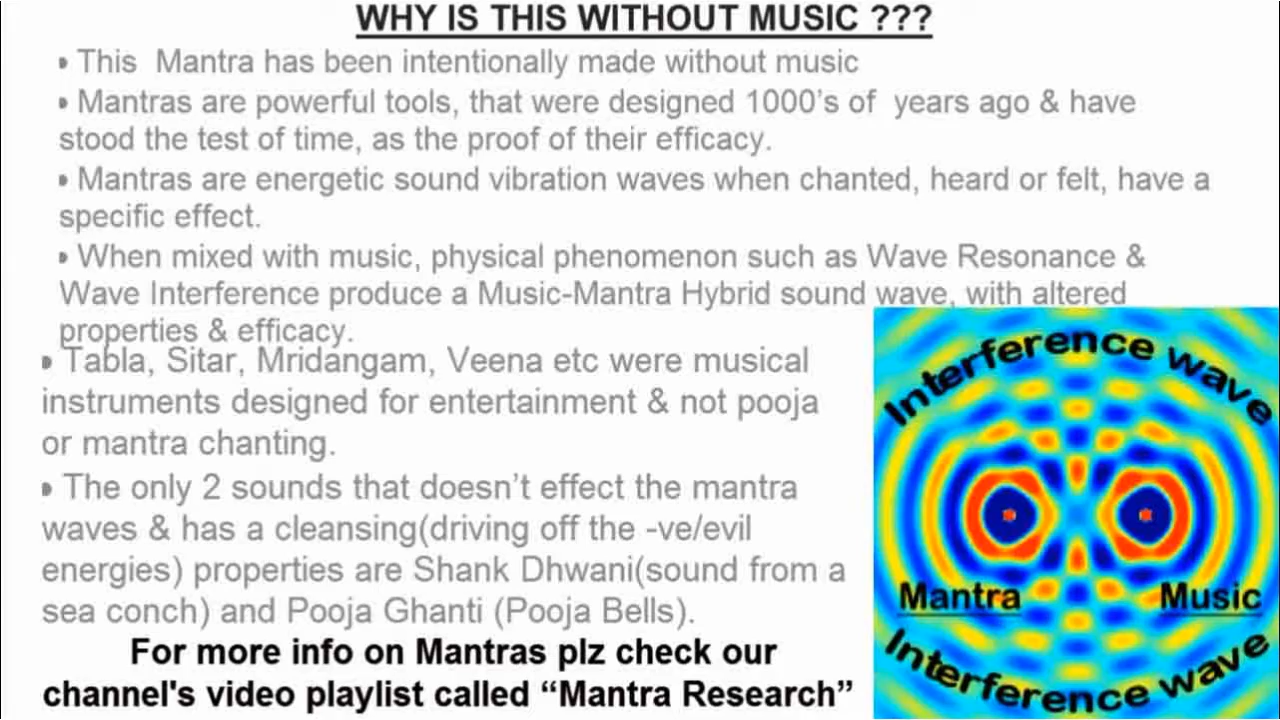 WHY IS THIS WITHOUT MUSIC ???
• This Mantra has been intentionally made without music
• Mantras are powerful tools, that were designed 1000's of years ago & have
stood the test of time, as the proof of their efficacy.
• Mantras are energetic sound vibration waves when chanted, heard or felt, have a
specific effect.
• When mixed with music, physical phenomenon such as Wave Resonance &
Wave Interference produce a Music-Mantra Hybrid sound wave, with altered
properties & efficacy.
• Tabla, Sitar, Mridangam, Veena etc were musical
instruments designed for entertainment & not pooja
or mantra chanting.
• The only 2 sounds that doesn't effect the mantra
waves & has a cleansing(driving off the -ve/evil
energies) properties are Shank Dhwani(sound from a
sea conch) and Pooja Ghanti (Pooja Bells).
For more info on Mantras plz check our
channel's video playlist called “Mantra Research”
Interference wave
Mantra
Music
Interference wave